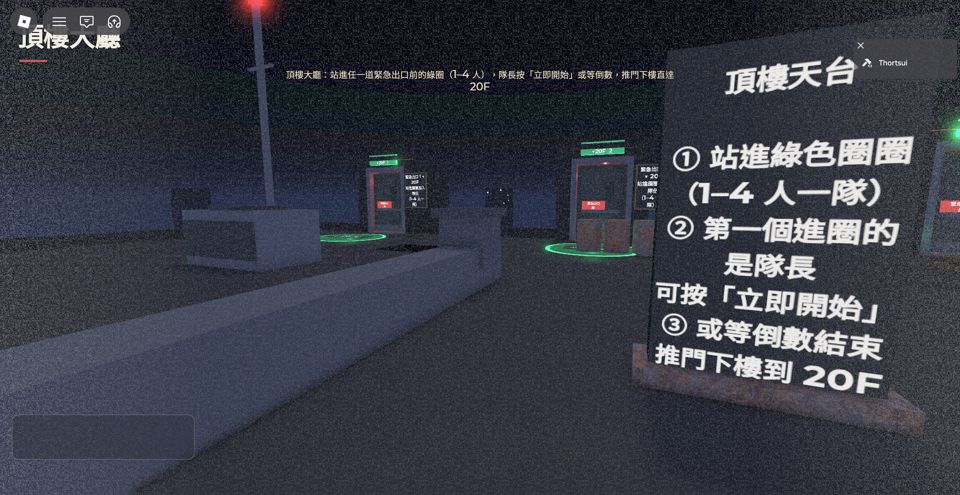 頂樓大廳
頂樓大廳：站進任一道緊急出口前的綠圈（1–4 人），隊長按「立即開始」或等倒數，推門下樓直達
20F
Thortsui
頂樓天台
① 站進綠色圈圈
（1–4 人一隊）
② 第一個進圈的
是隊長
可按「立即開始」
③ 或等倒數結束
推門下樓到 20F